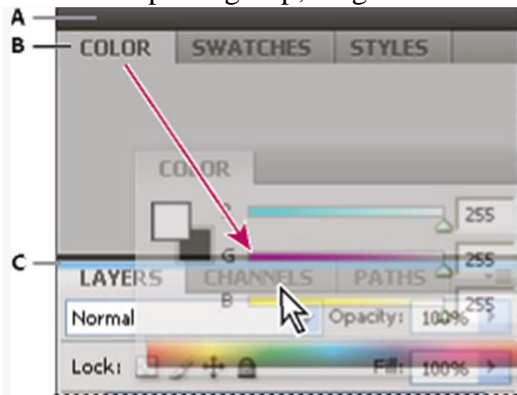 A
B COLOR SWATCHES STYLES
COLOR
255
G 255
C
LAYERS CHANNELS PATHS
B 255
Normal Opacity: 100%
Lock: Fill: 100%